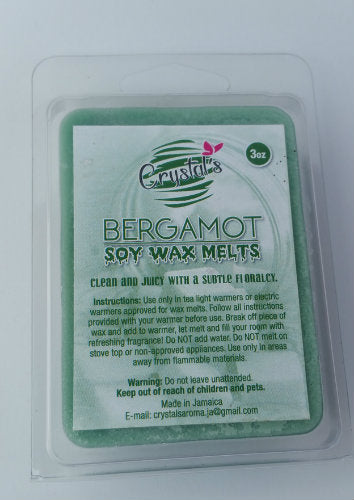 Crystal's
3oz
BERGAMOT
SOY WAX MELTS
CLEAN AND JUICY WITH A SUBTLE FLORALCY.
Instructions: Use only in tea light warmers or electric
warmers approved for wax melts. Follow all instructions
provided with your warmer before use. Break off piece of
wax and add to warmer, let melt and fill your room with
refreshing fragrance! Do NOT add water. Do NOT melt on
stove top or non-approved appliances. Use only in areas
away from flammable materials.
Warning: Do not leave unattended.
Keep out of reach of children and pets.
Made in Jamaica
E-mail: crystalsaroma.ja@gmail.com